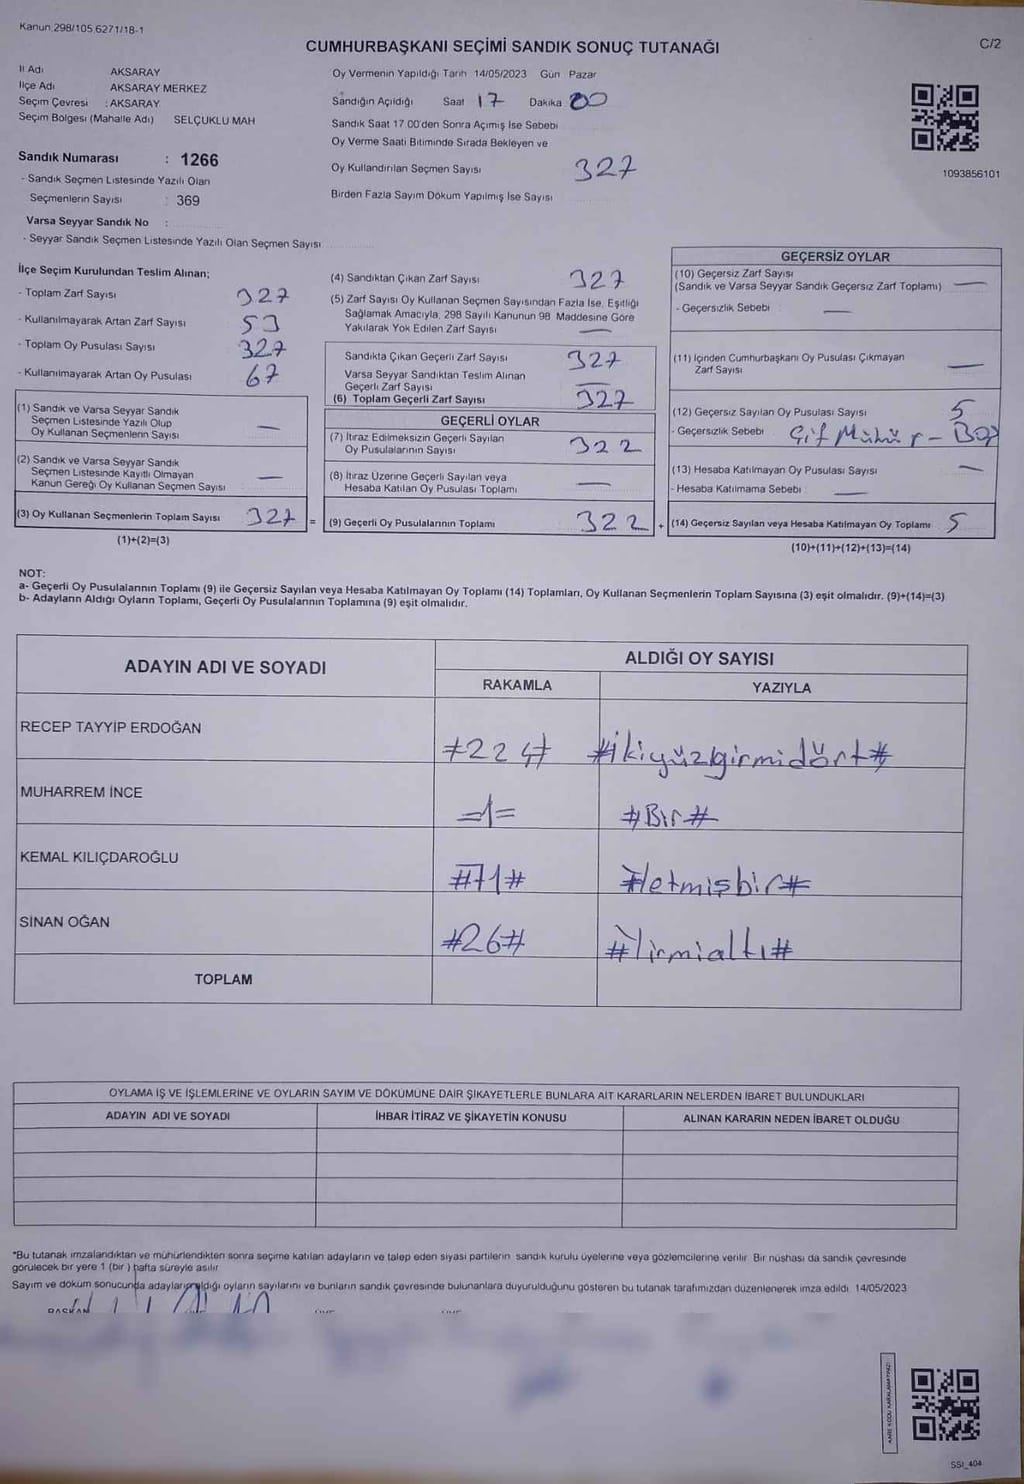 Kanun 298/105 6271/18-1
CUMHURBAŞKANI SEÇİMİ SANDIK SONUÇ TUTANAĞI
C/2
İl Adı AKSARAY
İlçe Adı AKSARAY MERKEZ
Seçim Çevresi : AKSARAY
Seçim Bölgesi (Mahalle Adı) SELÇUKLU MAH
Sandık Numarası : 1266
- Sandık Seçmen Listesinde Yazılı Olan
Seçmenlerin Sayısı : 369
Varsa Seyyar Sandık No :
- Seyyar Sandık Seçmen Listesinde Yazılı Olan Seçmen Sayısı
Oy Vermenin Yapıldığı Tarih 14/05/2023 Gün Pazar
Sandığın Açıldığı Saat 17 Dakika 00
Sandık Saat 17 00'den Sonra Açımış İse Sebebi
Oy Verme Saati Bitiminde Sırada Bekleyen ve
Oy Kullandırılan Seçmen Sayısı 327
Birden Fazla Sayım Döküm Yapılmış İse Sayısı
1093856101
İlçe Seçim Kurulundan Teslim Alınan;
- Toplam Zarf Sayısı 327
- Kullanılmayarak Artan Zarf Sayısı 53
- Toplam Oy Pusulası Sayısı 327
- Kullanılmayarak Artan Oy Pusulası 67
(1) Sandık ve Varsa Seyyar Sandık
Seçmen Listesinde Yazılı Olup
Oy Kullanan Seçmenlerin Sayısı —
(2) Sandık ve Varsa Seyyar Sandık
Seçmen Listesinde Kayıtlı Olmayan
Kanun Gereği Oy Kullanan Seçmen Sayısı —
(3) Oy Kullanan Seçmenlerin Toplam Sayısı 327 =
(1)+(2)=(3)
(4) Sandıktan Çıkan Zarf Sayısı 327
(5) Zarf Sayısı Oy Kullanan Seçmen Sayısından Fazla İse, Eşitliği
Sağlamak Amacıyla; 298 Sayılı Kanunun 98 Maddesine Göre
Yakılarak Yok Edilen Zarf Sayısı —
Sandıkta Çıkan Geçerli Zarf Sayısı 327
Varsa Seyyar Sandıktan Teslim Alınan
Geçerli Zarf Sayısı —
(6) Toplam Geçerli Zarf Sayısı 327
GEÇERLİ OYLAR
(7) İtiraz Edilmeksizin Geçerli Sayılan
Oy Pusulalarının Sayısı 322
(8) İtiraz Üzerine Geçerli Sayılan veya
Hesaba Katılan Oy Pusulası Toplamı —
(9) Geçerli Oy Pusulalarının Toplamı 322 +
GEÇERSİZ OYLAR
(10) Geçersiz Zarf Sayısı
(Sandık ve Varsa Seyyar Sandık Geçersiz Zarf Toplamı) —
- Geçersizlik Sebebi —
(11) İçinden Cumhurbaşkanı Oy Pusulası Çıkmayan
Zarf Sayısı —
(12) Geçersiz Sayılan Oy Pusulası Sayısı 5
- Geçersizlik Sebebi Çif Mühür - Boş
(13) Hesaba Katılmayan Oy Pusulası Sayısı —
- Hesaba Katılmama Sebebi —
(14) Geçersiz Sayılan veya Hesaba Katılmayan Oy Toplamı 5
(10)+(11)+(12)+(13)=(14)
NOT:
a- Geçerli Oy Pusulalarının Toplamı (9) ile Geçersiz Sayılan veya Hesaba Katılmayan Oy Toplamı (14) Toplamları, Oy Kullanan Seçmenlerin Toplam Sayısına (3) eşit olmalıdır. (9)+(14)=(3)
b- Adayların Aldığı Oyların Toplamı, Geçerli Oy Pusulalarının Toplamına (9) eşit olmalıdır.
ADAYIN ADI VE SOYADI
ALDIĞI OY SAYISI
RAKAMLA YAZIYLA
RECEP TAYYİP ERDOĞAN #224# #ikiyüzyirmidört#
MUHARREM İNCE =1= #Bir#
KEMAL KILIÇDAROĞLU #71# #Yetmişbir#
SİNAN OĞAN #26# #Yirmialtı#
TOPLAM
OYLAMA İŞ VE İŞLEMLERİNE VE OYLARIN SAYIM VE DÖKÜMÜNE DAİR ŞİKAYETLERLE BUNLARA AİT KARARLARIN NELERDEN İBARET BULUNDUKLARI
ADAYIN ADI VE SOYADI İHBAR İTİRAZ VE ŞİKAYETİN KONUSU ALINAN KARARIN NEDEN İBARET OLDUĞU
*Bu tutanak imzalandıktan ve mühürlendikten sonra seçime katılan adayların ve talep eden siyasi partilerin sandık kurulu üyelerine veya gözlemcilerine verilir Bir nüshası da sandık çevresinde
görülecek bir yere 1 (bir ) hafta süreyle asılır
Sayım ve döküm sonucunda adayların aldığı oyların sayılarını ve bunların sandık çevresinde bulunanlara duyurulduğunu gösteren bu tutanak tarafımızdan düzenlenerek imza edildi 14/05/2023
BAŞKAN
KARE KODU KARALAMAYINIZ!
SSI_404